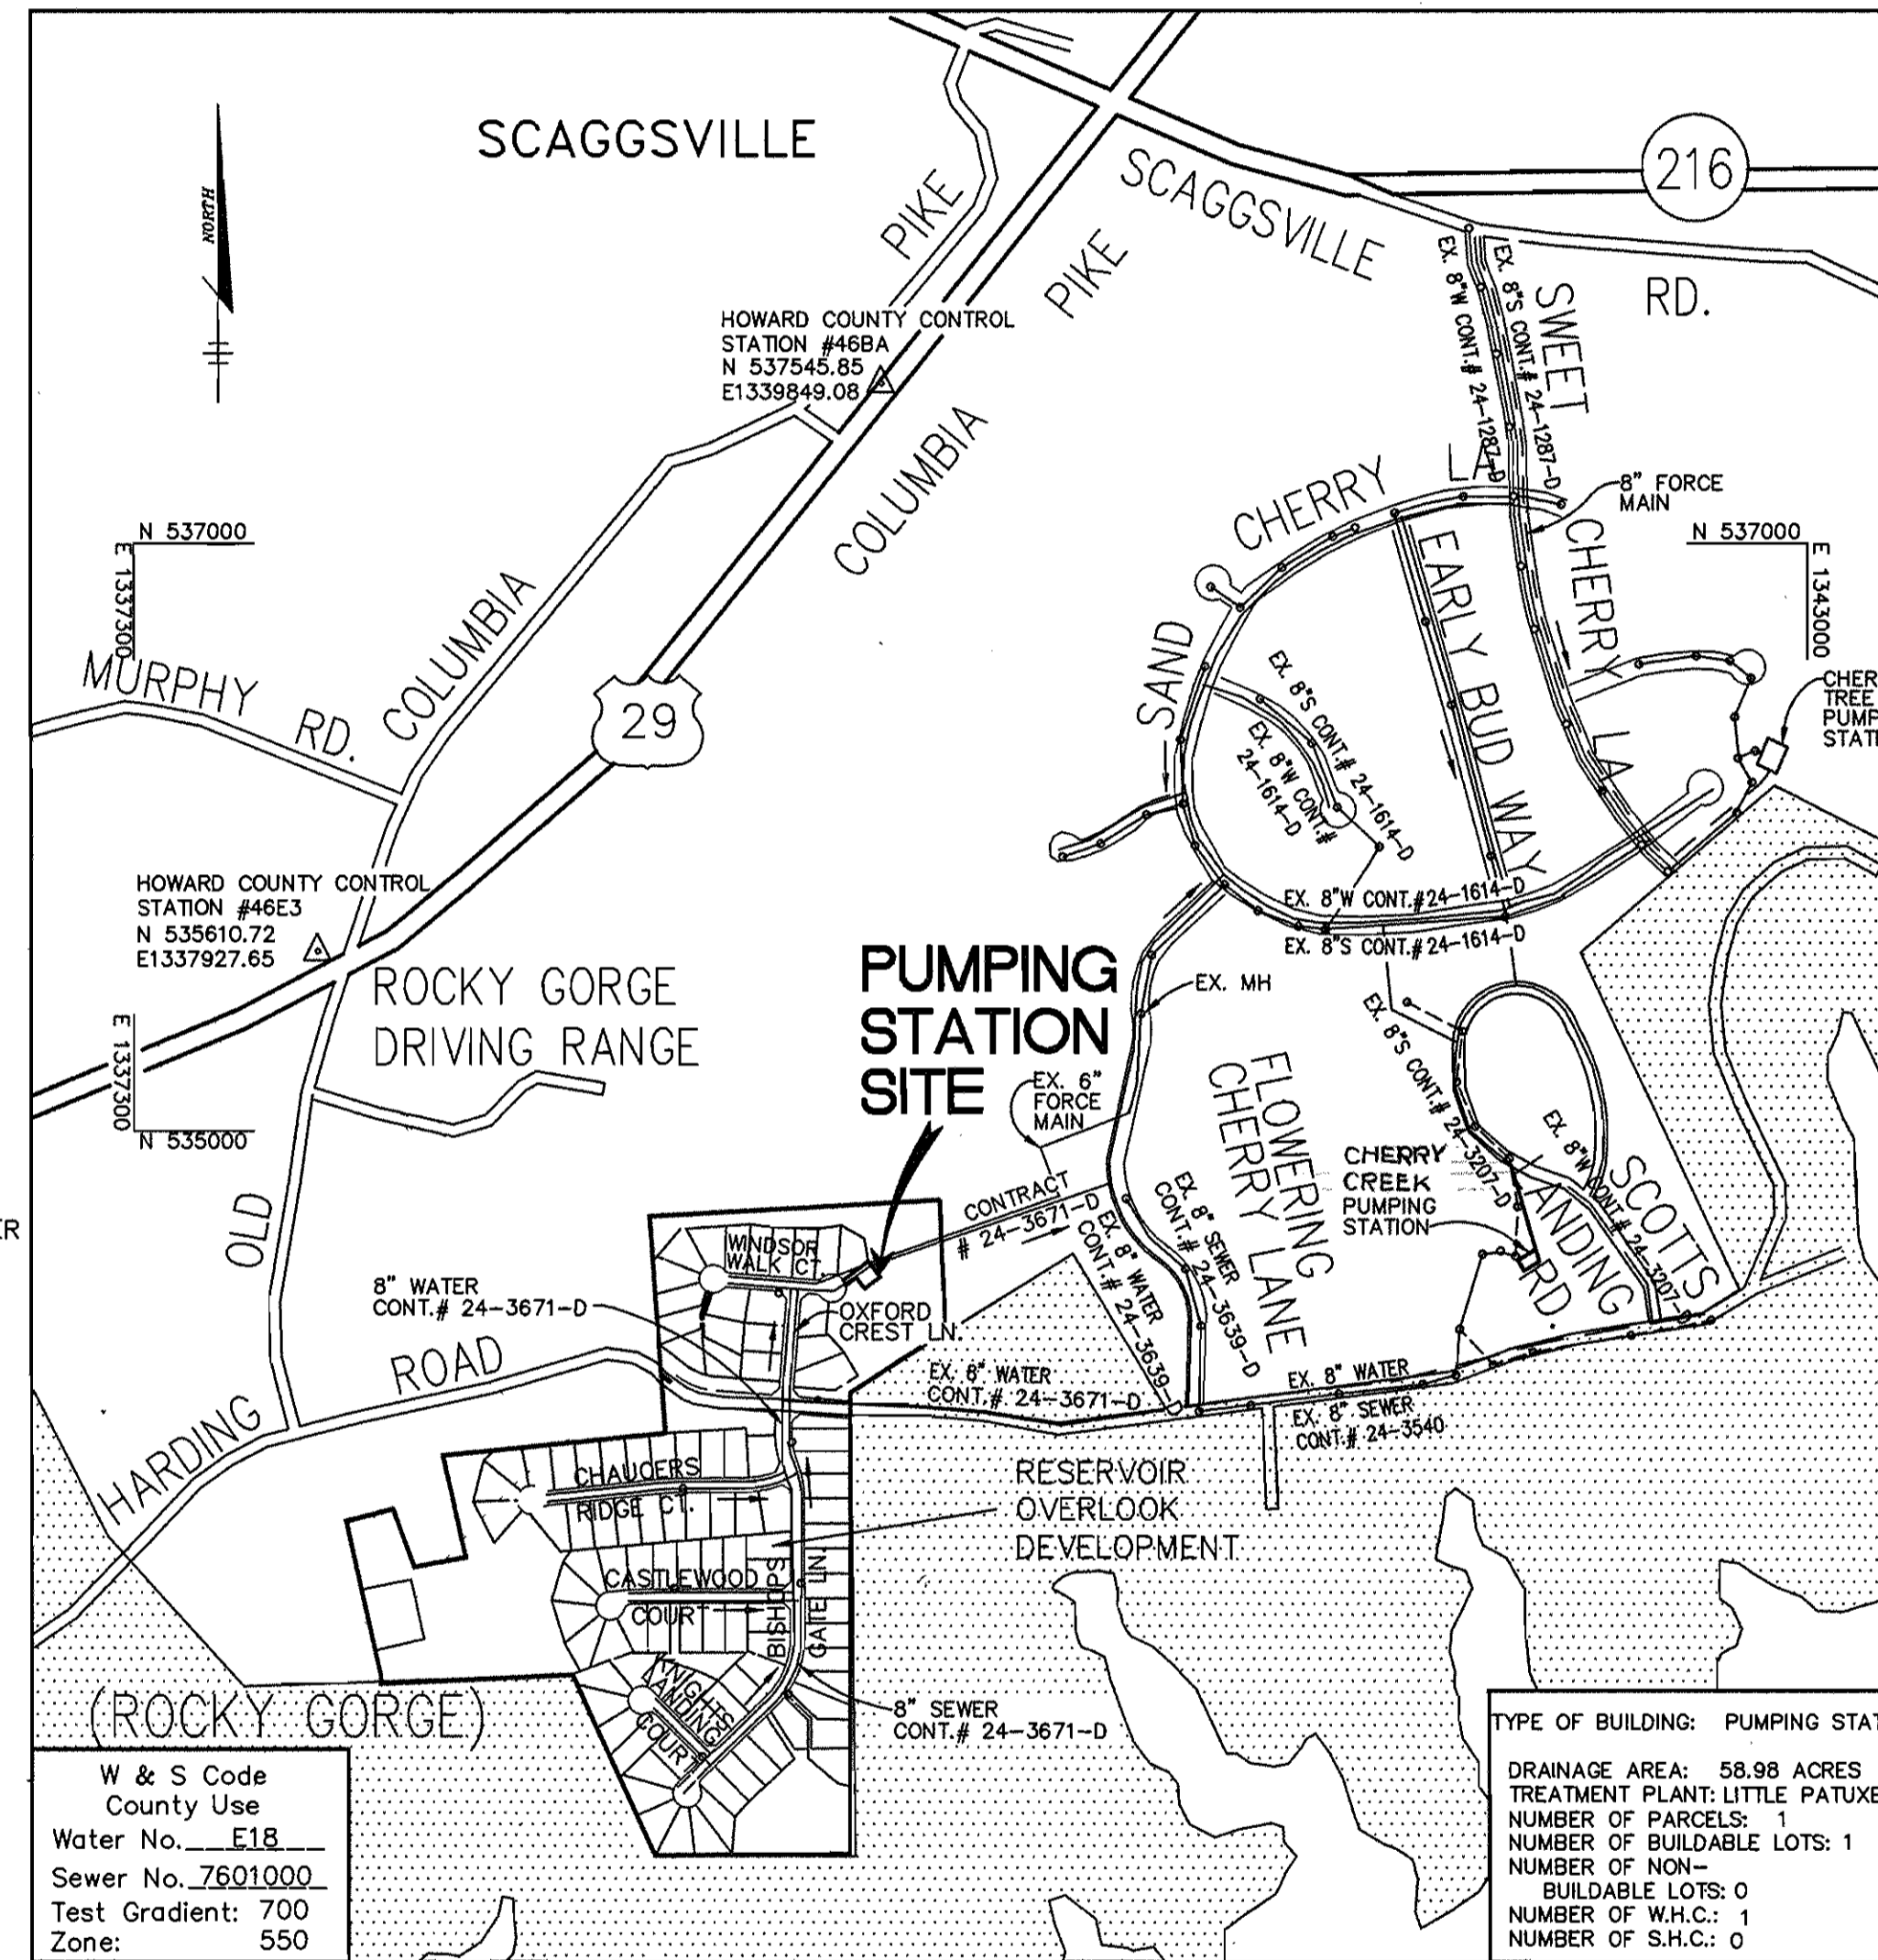 SCAGGSVILLE
NORTH
216
PIKE
SCAGGSVILLE
RD.
PIKE
COLUMBIA
HOWARD COUNTY CONTROL
STATION #46BA
N 537545.85
E1339849.08
EX. 8"W CONT.# 24-1287-D
EX. 8"S CONT.# 24-1287-D
SWEET
CHERRY
LA
8" FORCE
MAIN
CHERRY LA
SAND
EARLY BUD WAY
N 537000
E 1337300
N 537000
E 1343000
MURPHY RD.
COLUMBIA
29
EX. 8"S CONT.# 24-1614-D
EX. 8"W CONT.#
24-1614-D
TREE
HOWARD COUNTY CONTROL
STATION #46E3
N 535610.72
E1337927.65
EX. 8"W CONT.#24-1614-D
EX. 8"S CONT.# 24-1614-D
ROCKY GORGE
DRIVING RANGE
PUMPING
STATION
SITE
EX. MH
E 1337300
N 535000
EX. 6"
FORCE
MAIN
FLOWERING
CHERRY LANE
EX. 8"S CONT.# 24-3207-D
EX. 8"W CONT.# 24-3207-D
CHERRY
CREEK
PUMPING
STATION
SCOTTS
LANDING
RD.
OLD
CONTRACT
# 24-3671-D
EX. 8" WATER
CONT.# 24-3639-D
EX. 8" SEWER
CONT.# 24-3639-D
WINDSOR
WALK CT.
8" WATER
CONT.# 24-3671-D
OXFORD
CREST LN.
HARDING ROAD
EX. 8" WATER
CONT.# 24-3671-D
EX. 8" WATER
EX. 8" SEWER
CONT.# 24-3540
CHAUCERS
RIDGE CT.
RESERVOIR
OVERLOOK
DEVELOPMENT
CASTLEWOOD
COURT
BISHOPS
GATE LN.
KNIGHTS
LANDING
COURT
8" SEWER
CONT.# 24-3671-D
(ROCKY GORGE)
W & S Code
County Use
Water No. E18
Sewer No. 7601000
Test Gradient: 700
Zone: 550
TYPE OF BUILDING: PUMPING
DRAINAGE AREA: 58.98 ACRES
TREATMENT PLANT: LITTLE
NUMBER OF PARCELS: 1
NUMBER OF BUILDABLE LOTS: 1
NUMBER OF NON-
BUILDABLE LOTS: 0
NUMBER OF W.H.C.: 1
NUMBER OF S.H.C.: 0